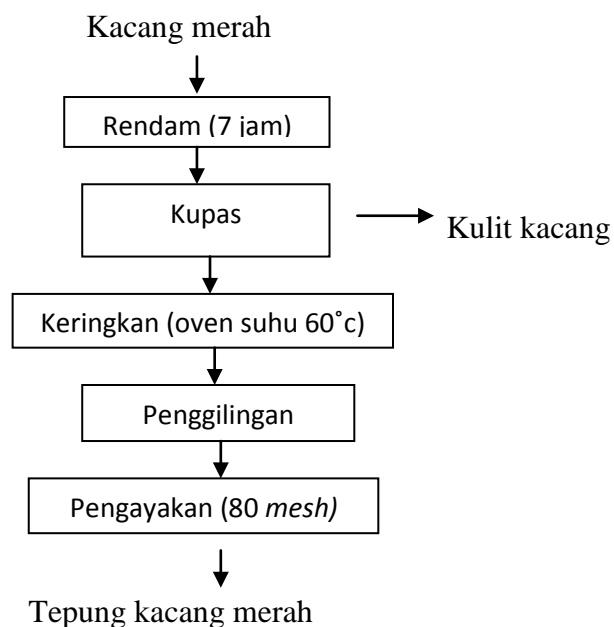 Kacang merah
Rendam (7 jam)
Kupas
Kulit kacang
Keringkan (oven suhu 60˚c)
Penggilingan
Pengayakan (80 mesh)
Tepung kacang merah